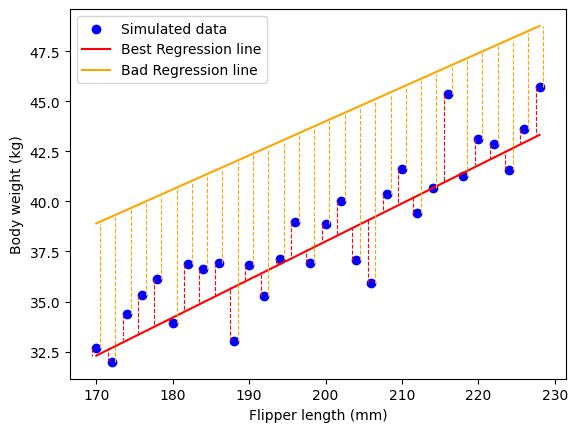 Simulated data
Best Regression line
Bad Regression line
47.5
45.0
42.5
40.0
37.5
35.0
32.5
Body weight (kg)
170 180 190 200 210 220 230
Flipper length (mm)